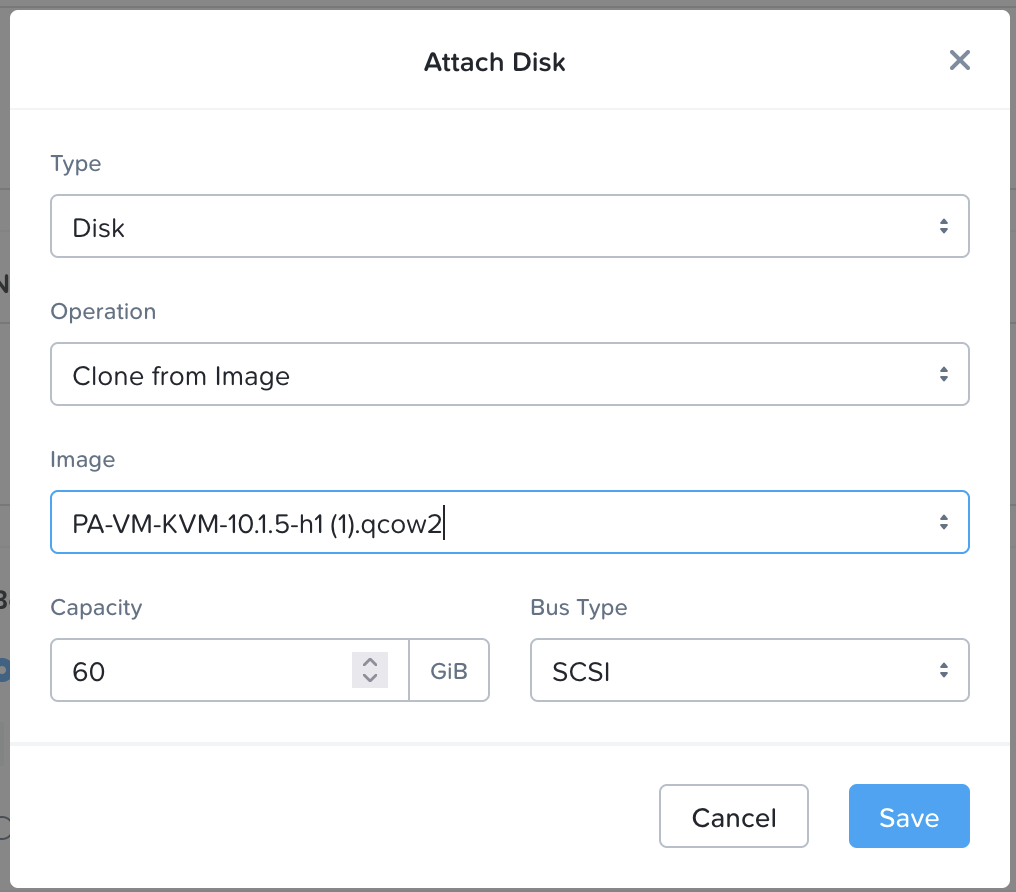 Attach Disk
Type
Disk
Operation
Clone from Image
Image
PA-VM-KVM-10.1.5-h1 (1).qcow2
Capacity
Bus Type
60
GiB
SCSI
Cancel
Save